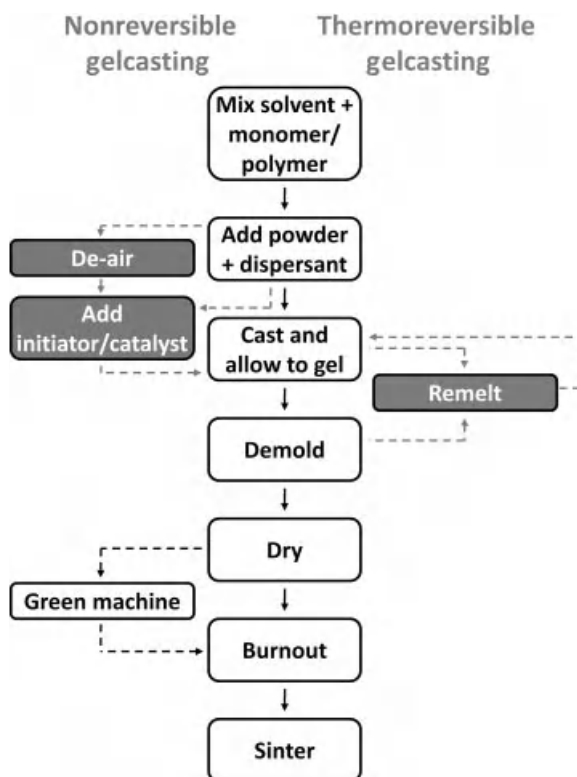 Nonreversible
gelcasting
Thermoreversible
gelcasting
Mix solvent +
monomer/
polymer
Add powder
+ dispersant
De-air
Add
initiator/catalyst
Cast and
allow to gel
Remelt
Demold
Dry
Green machine
Burnout
Sinter